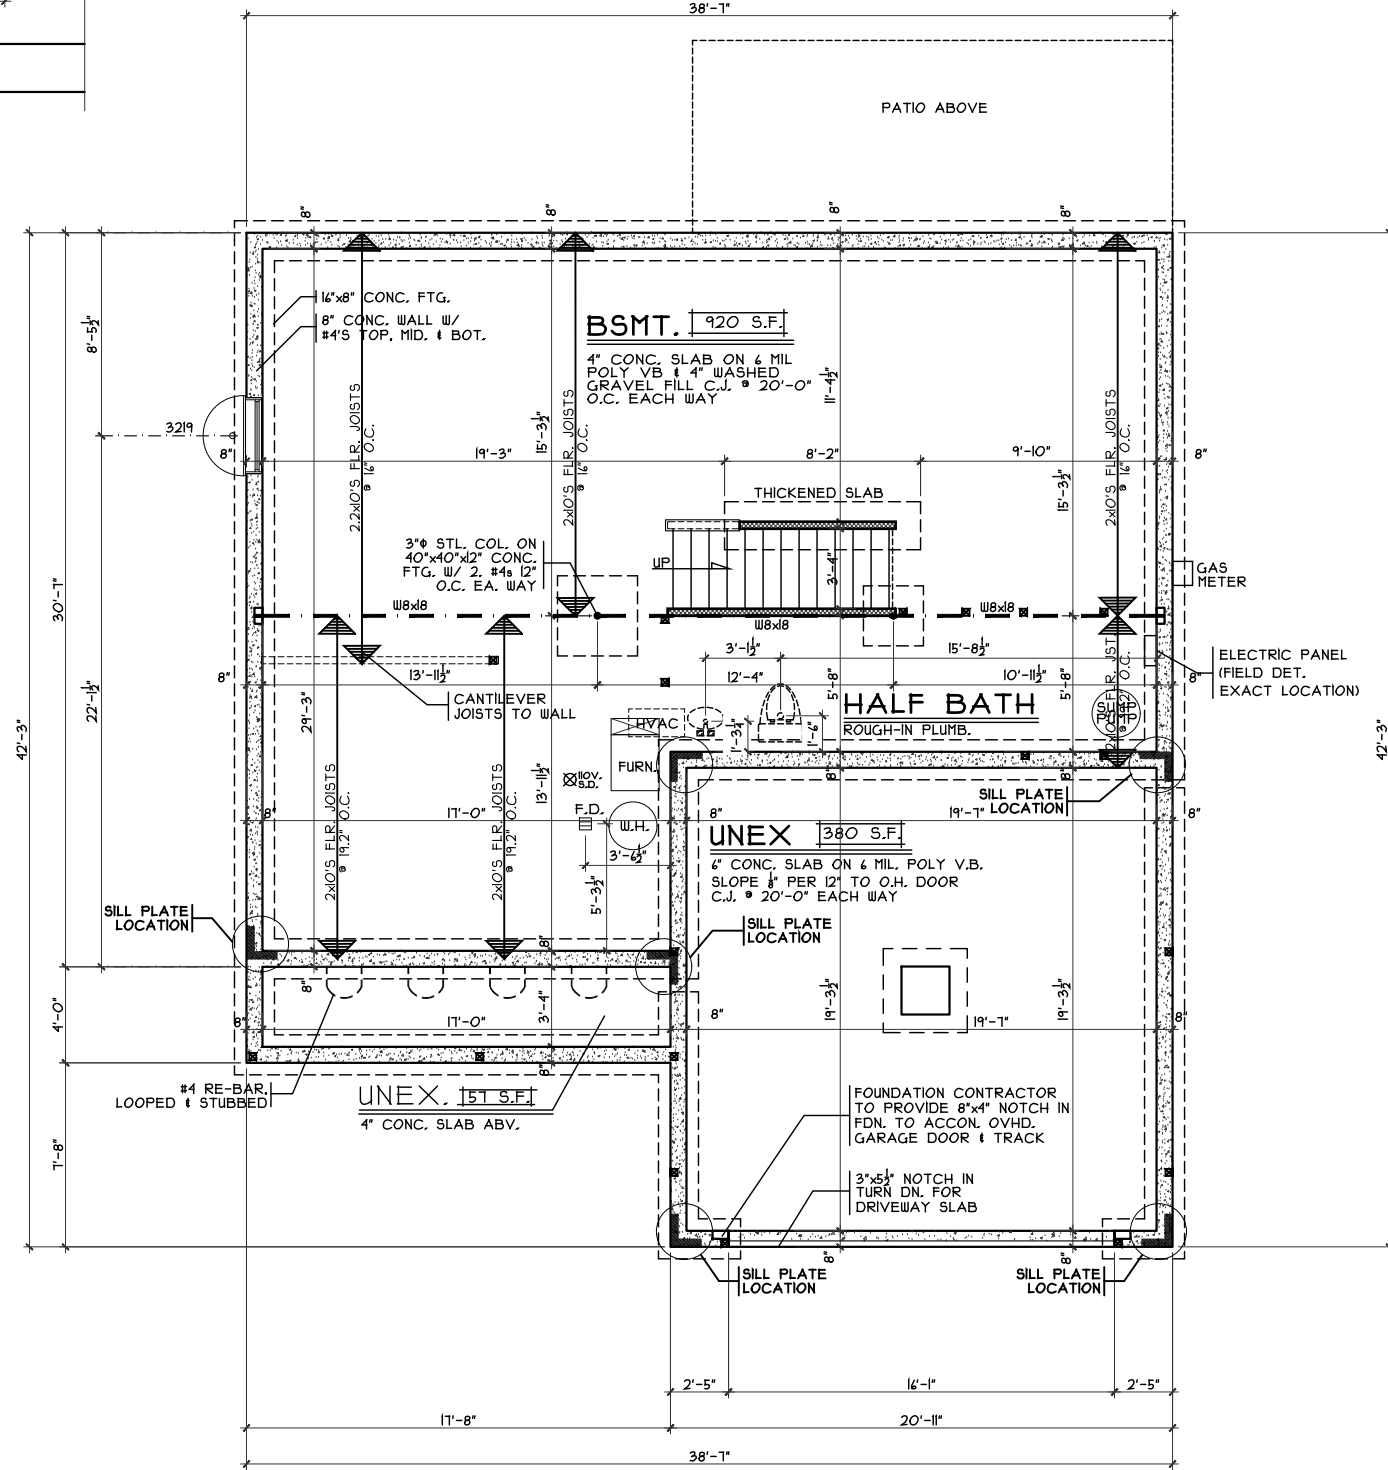 38'-7"
PATIO ABOVE
8"
8"
8"
8"
16"x8" CONC. FTG.
8" CONC. WALL W/
#4'S TOP, MID. & BOT.
BSMT. 920 S.F.
4" CONC. SLAB ON 6 MIL
POLY VB & 4" WASHED
GRAVEL FILL C.J. @ 20'-0"
O.C. EACH WAY
8'-5½"
30'-7"
42'-3"
22'-1½"
3219
8"
2.2x10'S FLR. JOISTS
@ 16" O.C.
19'-3"
15'-3½"
2x10'S FLR. JOISTS
@ 16" O.C.
11'-4½"
8'-2"
9'-10"
8"
15'-3½"
2x10'S FLR. JOISTS
@ 16" O.C.
THICKENED SLAB
3"ϕ STL. COL. ON
40"x40"x12" CONC.
FTG. W/ 2. #4s 12"
O.C. EA. WAY
UP
3'-4"
GAS
METER
W8x18
W8x18
W8x18
3'-1½"
15'-8½"
8"
13'-11½"
12'-4"
10'-11½"
8"
5'-8"
5'-8"
ELECTRIC PANEL
(FIELD DET.
EXACT LOCATION)
CANTILEVER
JOISTS TO WALL
29'-3"
HALF BATH
ROUGH-IN PLUMB.
SUMP
PUMP
2x10'S FLR. JST
@ 12" O.C.
HVAC
1'-3½"
1'-6"
FURN.
110V.
S.D.
13'-11½"
8"
8"
SILL PLATE
LOCATION
F.D.
W.H.
8"
17'-0"
8"
19'-7"
8"
2x10'S FLR. JOISTS
@ 19.2" O.C.
2x10'S FLR. JOISTS
@ 19.2" O.C.
3'-6½"
5'-3½"
UNEX 380 S.F.
6" CONC. SLAB ON 6 MIL. POLY V.B.
SLOPE ⅛" PER 12" TO O.H. DOOR
C.J. @ 20'-0" EACH WAY
42'-3"
SILL PLATE
LOCATION
SILL PLATE
LOCATION
8"
8"
4'-0"
8"
17'-0"
3'-4"
8"
19'-3½"
19'-3½"
19'-7"
8"
8"
#4 RE-BAR,
LOOPED & STUBBED
UNEX. 57 S.F.
4" CONC. SLAB ABV.
FOUNDATION CONTRACTOR
TO PROVIDE 8"x4" NOTCH IN
FDN. TO ACCON. OVHD.
GARAGE DOOR & TRACK
7'-8"
3"x5½" NOTCH IN
TURN DN. FOR
DRIVEWAY SLAB
8"
8"
SILL PLATE
LOCATION
SILL PLATE
LOCATION
2'-5"
16'-1"
2'-5"
17'-8"
20'-11"
38'-7"